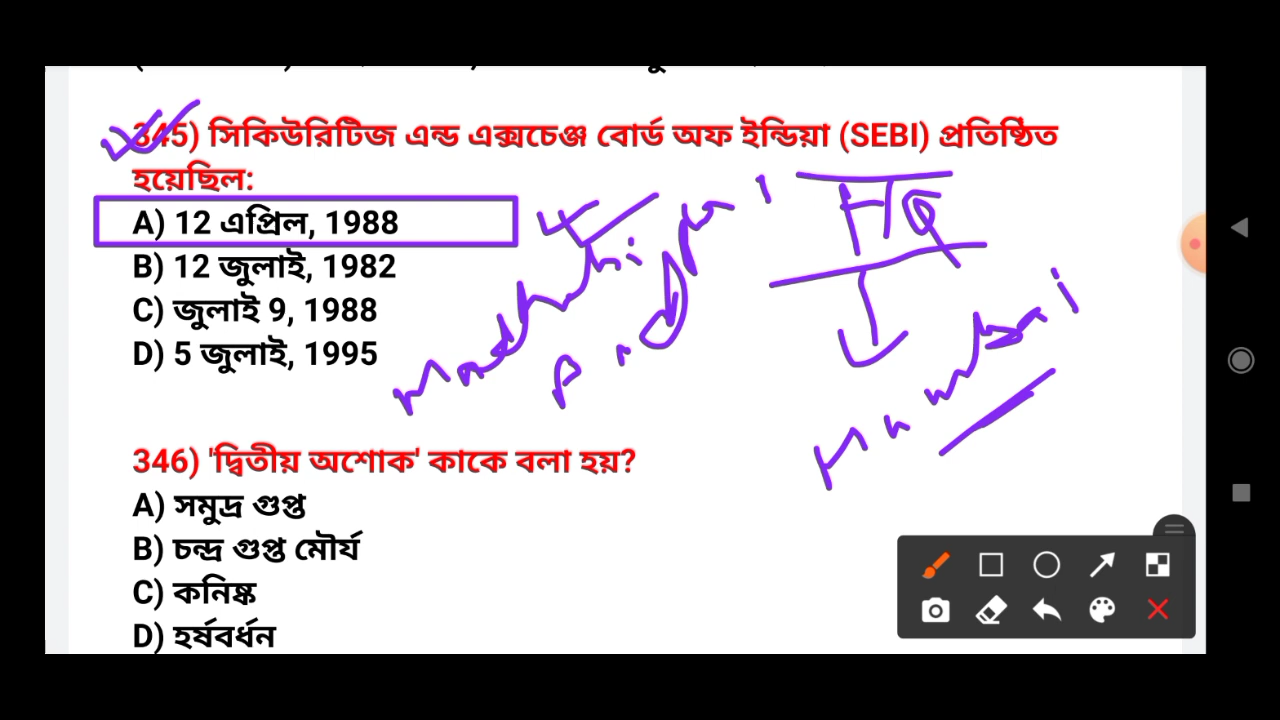 345) সিকিউরিটিজ এন্ড এক্সচেঞ্জ বোর্ড অফ ইন্ডিয়া (SEBI) প্রতিষ্ঠিত
হয়েছিল:
A) 12 এপ্রিল, 1988
B) 12 জুলাই, 1982
C) জুলাই 9, 1988
D) 5 জুলাই, 1995
HQ
Mumbai
346) 'দ্বিতীয় অশোক' কাকে বলা হয়?
A) সমুদ্র গুপ্ত
B) চন্দ্র গুপ্ত মৌর্য
C) কনিষ্ক
D) হর্ষবর্ধন